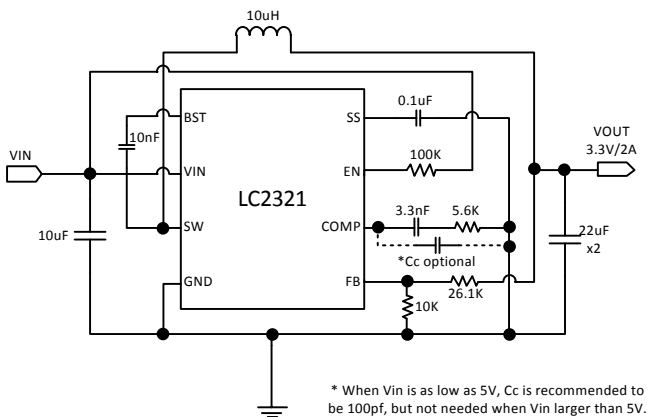 10uH
BST
10nF
VIN
VIN
SW
10uF
GND
LC2321
SS
0.1uF
EN
100K
COMP
3.3nF
5.6K
*Cc optional
FB
26.1K
10K
VOUT
3.3V/2A
22uF
x2
* When Vin is as low as 5V, Cc is recommended to
be 100pf, but not needed when Vin larger than 5V.